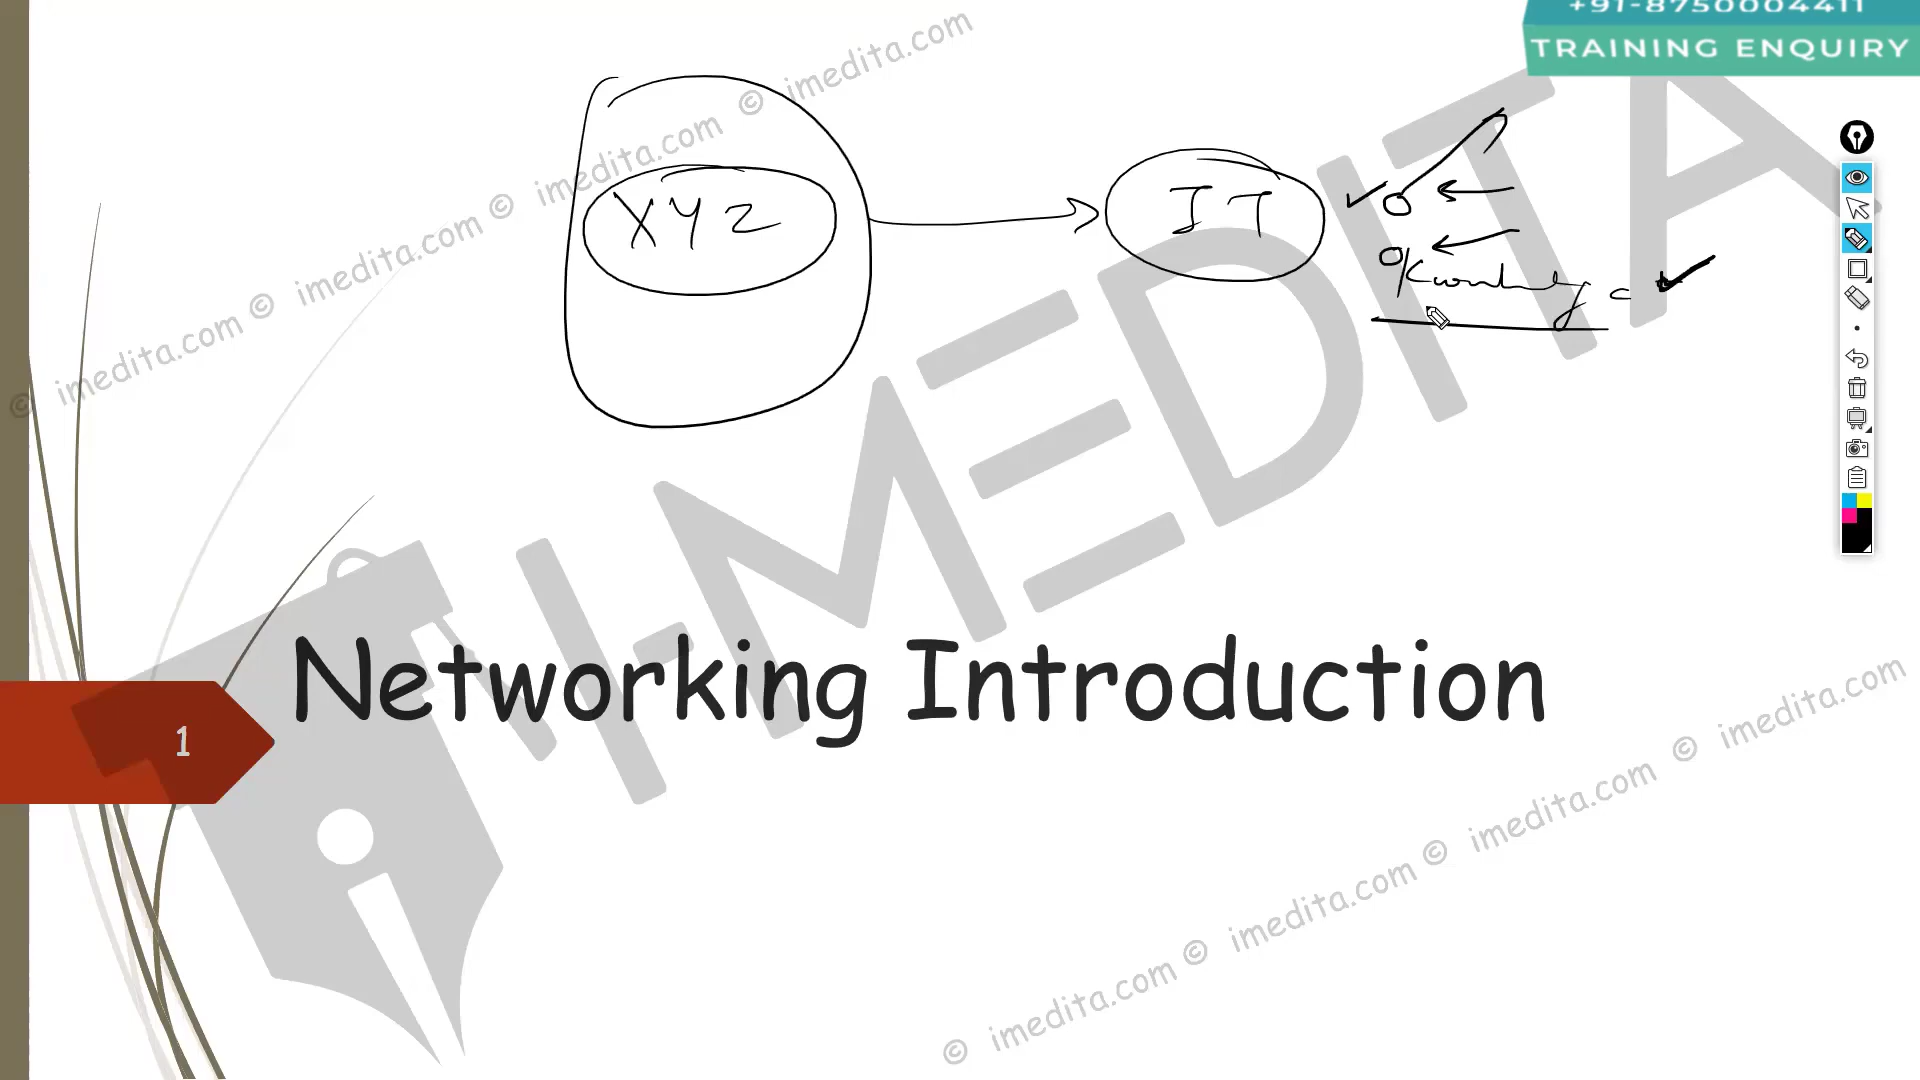 +91-8750004411
TRAINING ENQUIRY
© imedita.com © imedita.com © imedita.com © imedita.com
XYZ
IT
I-MEDITA
Networking Introduction
1
© imedita.com © imedita.com © imedita.com © imedita.com